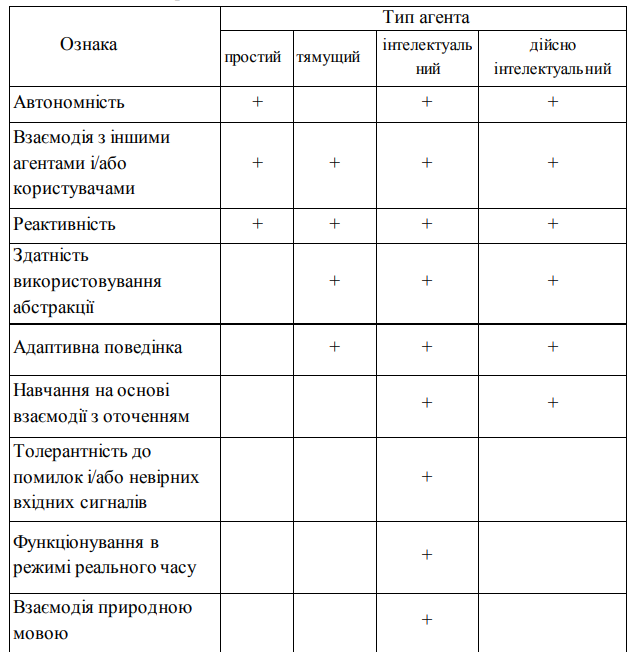 Ознака
Тип агента
простий
тямущий
інтелектуаль
ний
дійсно
інтелектуальний
Автономність
+ + +
Взаємодія з іншими
агентами і/або
користувачами
+ + + +
Реактивність
+ + + +
Здатність
використовування
абстракції
+ + +
Адаптивна поведінка
+ + +
Навчання на основі
взаємодії з оточенням
+ +
Толерантність до
помилок і/або невірних
вхідних сигналів
+
Функціонування в
режимі реального часу
+
Взаємодія природною
мовою
+